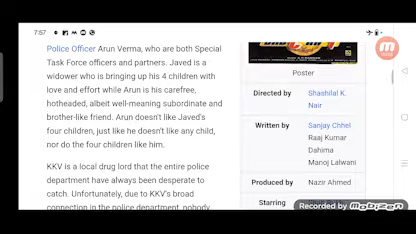 7:57
Police Officer Arun Verma, who are both Special
Task Force officers and partners. Javed is a
widower who is bringing up his 4 children with
love and effort while Arun is his carefree,
hotheaded, albeit well-meaning subordinate and
brother-like friend. Arun doesn't like Javed's
four children, just like he doesn't like any child,
nor do the four children like him.
KKV is a local drug lord that the entire police
department have always been desperate to
catch. Unfortunately, due to KKV's broad
connection in the police department, nobody
Poster
Directed by Shashilal K.
Nair
Written by Sanjay Chhel
Raaj Kumar
Dahima
Manoj Lalwani
Produced by Nazir Ahmed
Starring
Recorded by Mobizen